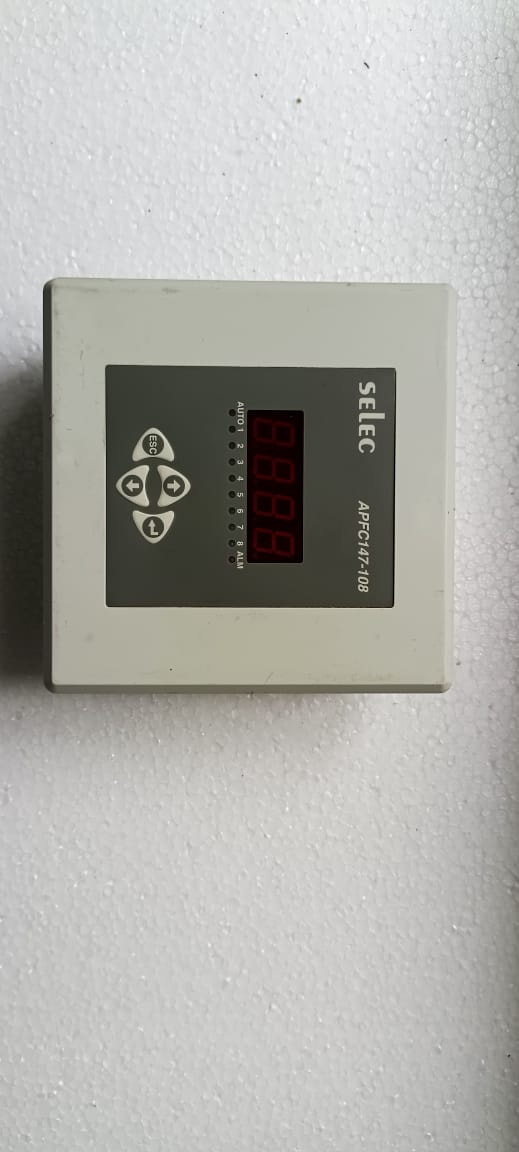 SELEC
APFC147-108
8888
AUTO 1 2 3 4 5 6 7 8 ALM
ESC